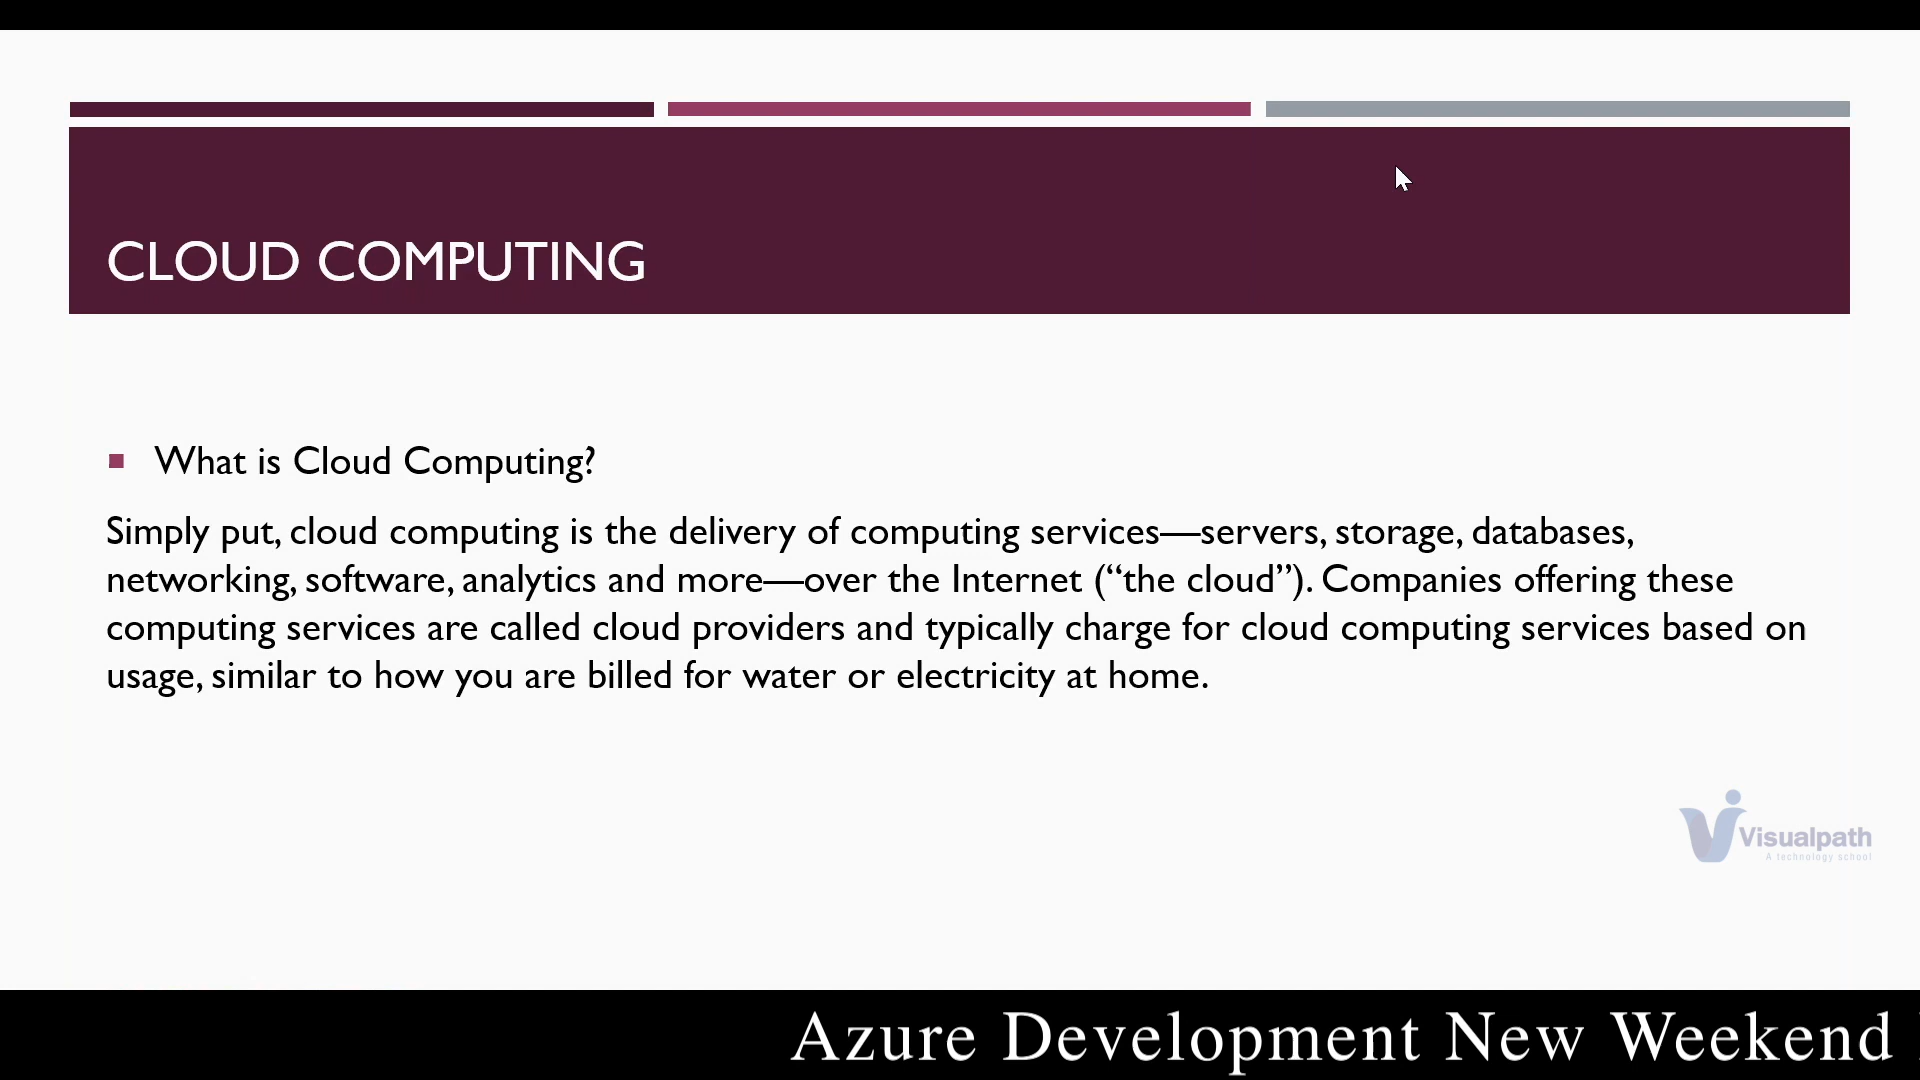 CLOUD COMPUTING
What is Cloud Computing?
Simply put, cloud computing is the delivery of computing services—servers, storage, databases,
networking, software, analytics and more—over the Internet (“the cloud”). Companies offering these
computing services are called cloud providers and typically charge for cloud computing services based on
usage, similar to how you are billed for water or electricity at home.
Visualpath
A technology school
Azure Development New Weekend